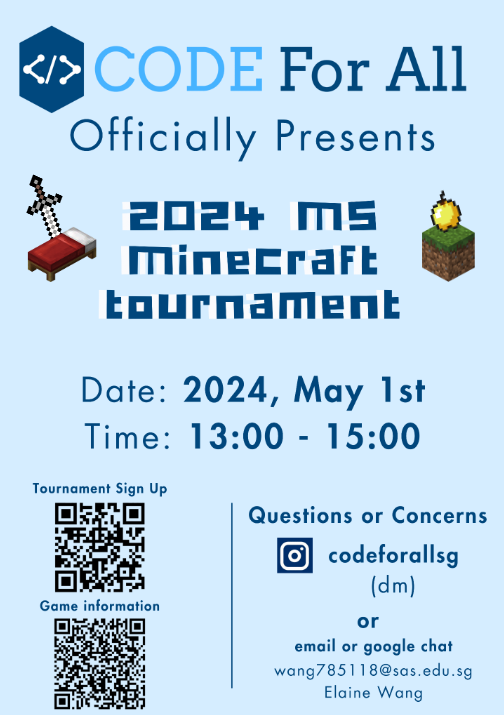 </> CODE For All
Officially Presents
2024 MS
Minecraft
tournament
Date: 2024, May 1st
Time: 13:00 - 15:00
Tournament Sign Up
Game information
Questions or Concerns
codeforallsg
(dm)
or
email or google chat
wang785118@sas.edu.sg
Elaine Wang